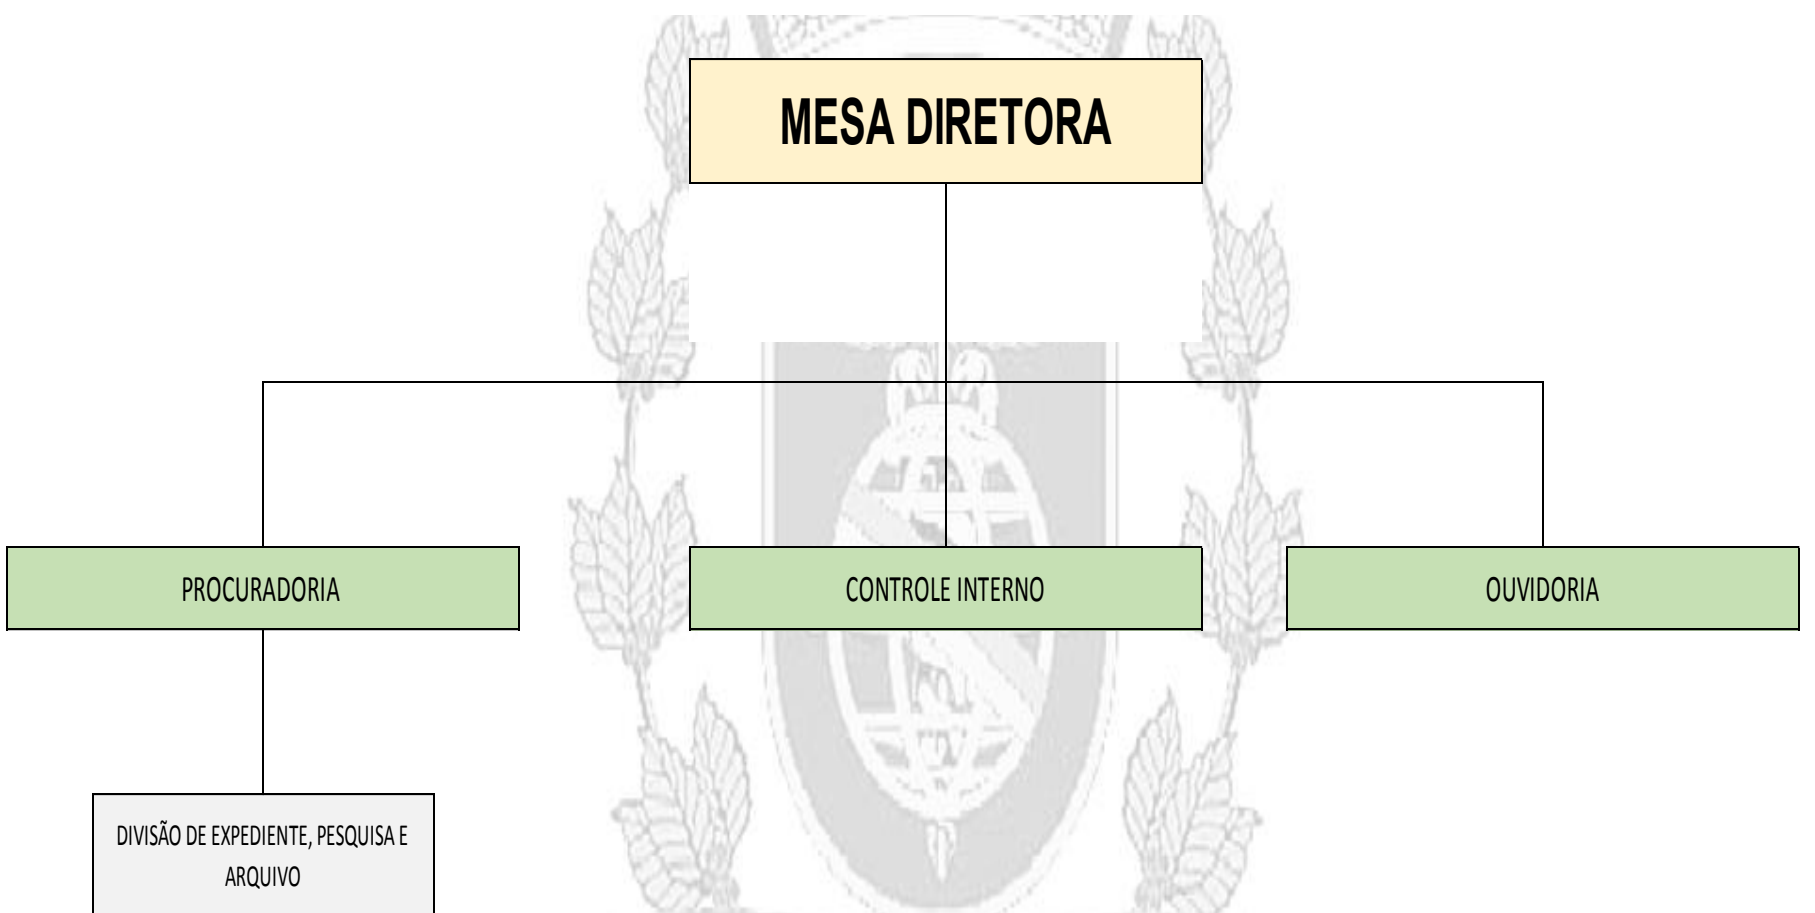 MESA DIRETORA
PROCURADORIA
CONTROLE INTERNO
OUVIDORIA
DIVISÃO DE EXPEDIENTE, PESQUISA E
ARQUIVO